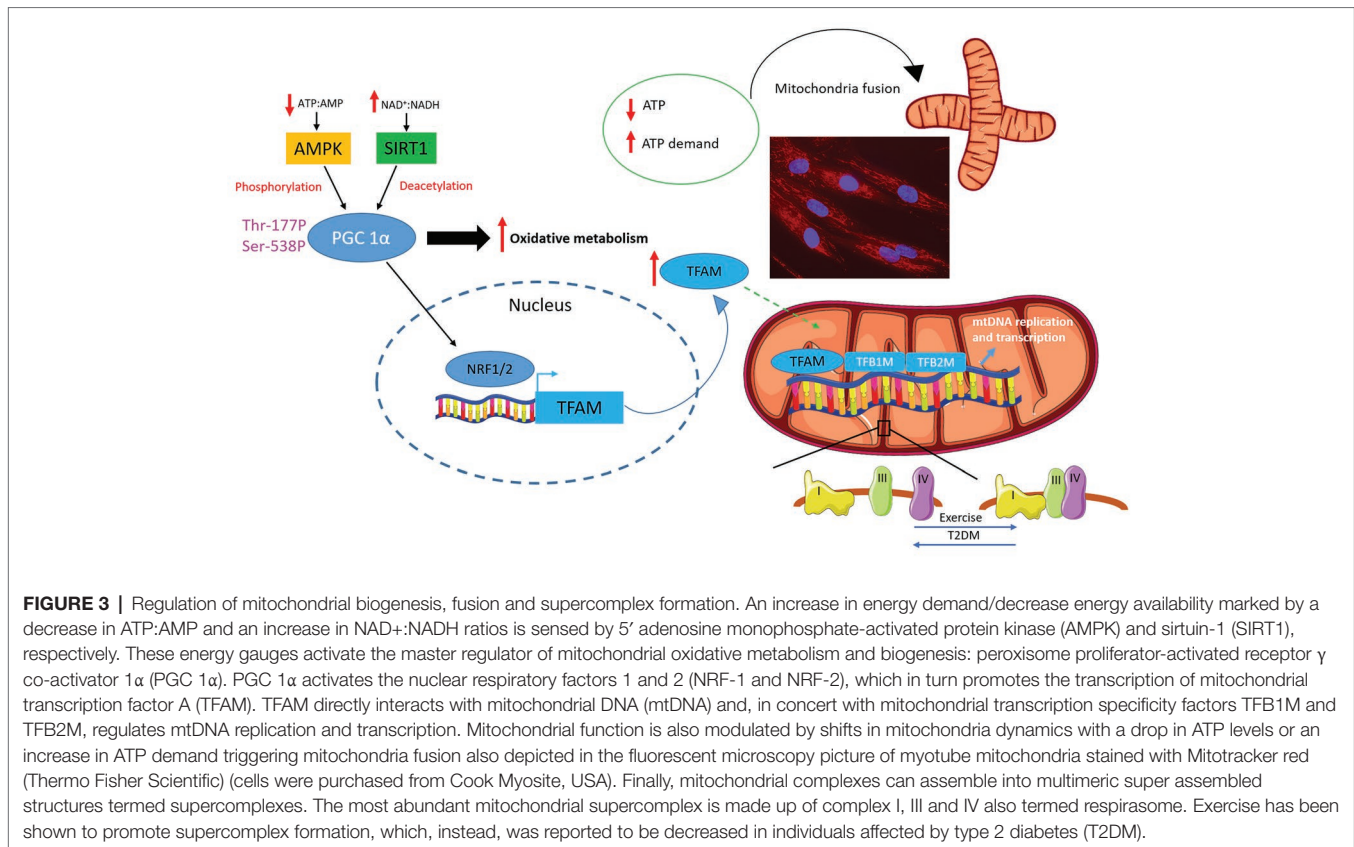 ATP:AMP
NAD⁺:NADH
AMPK
SIRT1
Phosphorylation
Deacetylation
Thr-177P
Ser-538P
PGC 1α
Oxidative metabolism
ATP
ATP demand
Mitochondria fusion
Nucleus
NRF1/2
TFAM
TFAM
mtDNA replication
and transcription
TFAM
TFB1M
TFB2M
I
III
IV
Exercise
T2DM
I
III
IV
FIGURE 3 | Regulation of mitochondrial biogenesis, fusion and supercomplex formation. An increase in energy demand/decrease energy availability marked by a
decrease in ATP:AMP and an increase in NAD+:NADH ratios is sensed by 5′ adenosine monophosphate-activated protein kinase (AMPK) and sirtuin-1 (SIRT1),
respectively. These energy gauges activate the master regulator of mitochondrial oxidative metabolism and biogenesis: peroxisome proliferator-activated receptor γ
co-activator 1α (PGC 1α). PGC 1α activates the nuclear respiratory factors 1 and 2 (NRF-1 and NRF-2), which in turn promotes the transcription of mitochondrial
transcription factor A (TFAM). TFAM directly interacts with mitochondrial DNA (mtDNA) and, in concert with mitochondrial transcription specificity factors TFB1M and
TFB2M, regulates mtDNA replication and transcription. Mitochondrial function is also modulated by shifts in mitochondria dynamics with a drop in ATP levels or an
increase in ATP demand triggering mitochondria fusion also depicted in the fluorescent microscopy picture of myotube mitochondria stained with Mitotracker red
(Thermo Fisher Scientific) (cells were purchased from Cook Myosite, USA). Finally, mitochondrial complexes can assemble into multimeric super assembled
structures termed supercomplexes. The most abundant mitochondrial supercomplex is made up of complex I, III and IV also termed respirasome. Exercise has been
shown to promote supercomplex formation, which, instead, was reported to be decreased in individuals affected by type 2 diabetes (T2DM).